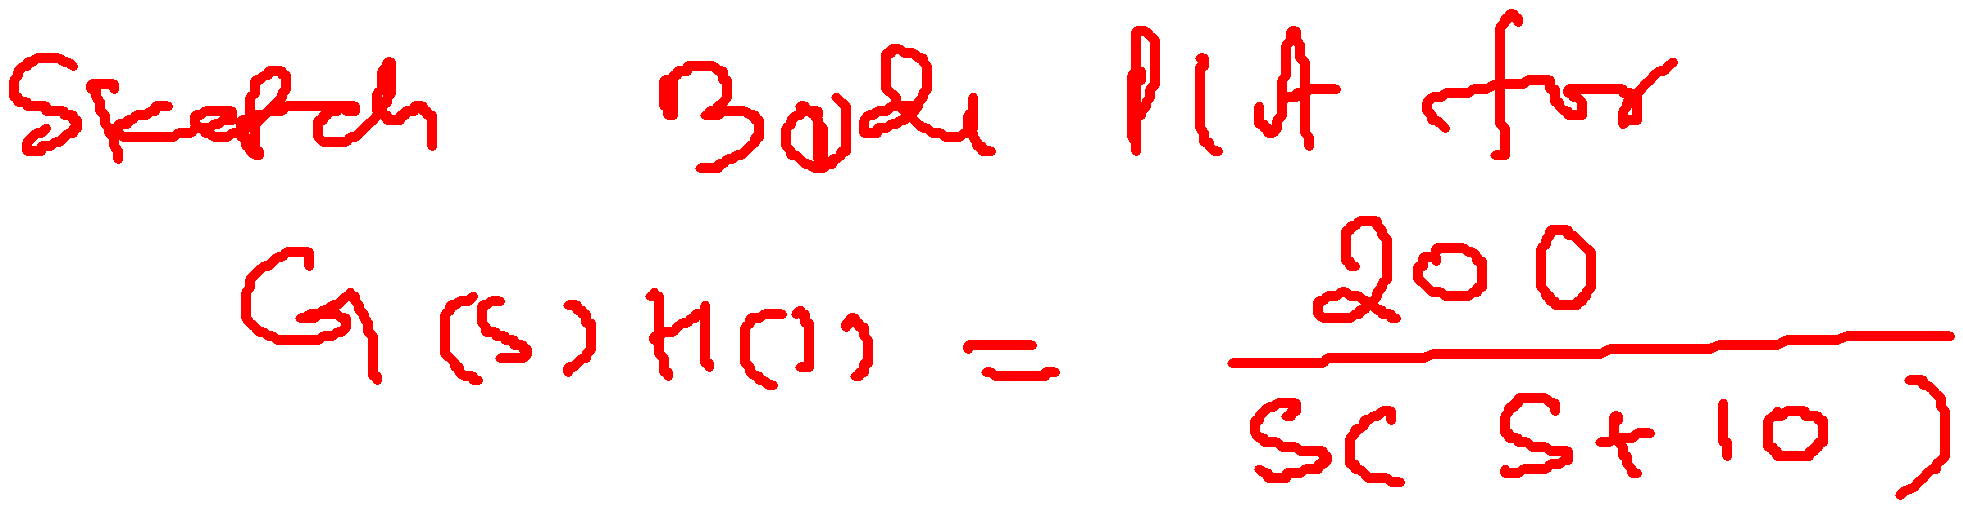 Sketch Bode Plot for
G(s) H(s) = 200 / S(S+10)